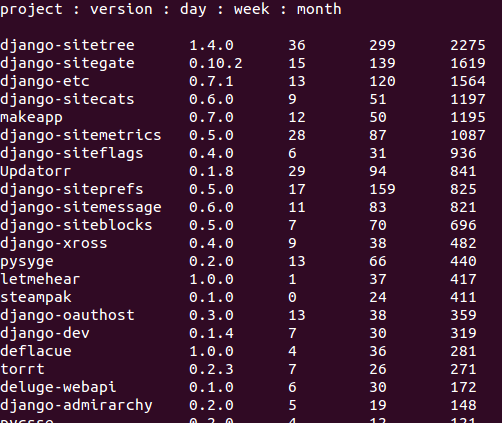 project : version : day : week : month
django-sitetree 1.4.0 36 299 2275
django-sitegate 0.10.2 15 139 1619
django-etc 0.7.1 13 120 1564
django-sitecats 0.6.0 9 51 1197
makeapp 0.7.0 12 50 1195
django-sitemetrics 0.5.0 28 87 1087
django-siteflags 0.4.0 6 31 936
Updatorr 0.1.8 29 94 841
django-siteprefs 0.5.0 17 159 825
django-sitemessage 0.6.0 11 83 821
django-siteblocks 0.5.0 7 70 696
django-xross 0.4.0 9 38 482
pysyge 0.2.0 13 66 440
letmehear 1.0.0 1 37 417
steampak 0.1.0 0 24 411
django-oauthost 0.3.0 13 38 359
django-dev 0.1.4 7 30 319
deflacue 1.0.0 4 36 281
torrt 0.2.3 7 26 271
deluge-webapi 0.1.0 6 30 172
django-admirarchy 0.2.0 5 19 148